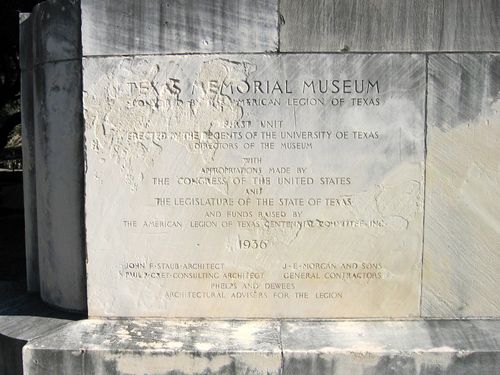 TEXAS MEMORIAL MUSEUM
BY THE AMERICAN LEGION OF TEXAS
FIRST UNIT
ERECTED BY THE REGENTS OF THE UNIVERSITY OF TEXAS
DIRECTORS OF THE MUSEUM
WITH
APPROPRIATIONS MADE BY
THE CONGRESS OF THE UNITED STATES
AND
THE LEGISLATURE OF THE STATE OF TEXAS
AND FUNDS RAISED BY
THE AMERICAN LEGION OF TEXAS CENTENNIAL COMMITTEE·INC·
1936
JOHN F·STAUB·ARCHITECT J·E·MORGAN AND SONS
PAUL P·CRET·CONSULTING ARCHITECT GENERAL CONTRACTORS
PHELPS AND DEWEES
ARCHITECTURAL ADVISERS FOR THE LEGION